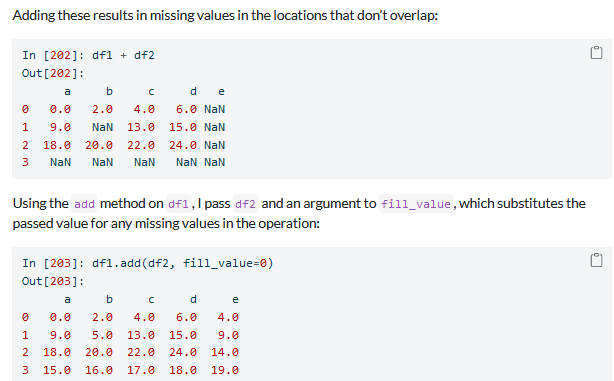 Adding these results in missing values in the locations that don’t overlap:
In [202]: df1 + df2
Out[202]:
a b c d e
0 0.0 2.0 4.0 6.0 NaN
1 9.0 NaN 13.0 15.0 NaN
2 18.0 20.0 22.0 24.0 NaN
3 NaN NaN NaN NaN NaN
Using the add method on df1, I pass df2 and an argument to fill_value, which substitutes the
passed value for any missing values in the operation:
In [203]: df1.add(df2, fill_value=0)
Out[203]:
a b c d e
0 0.0 2.0 4.0 6.0 4.0
1 9.0 5.0 13.0 15.0 9.0
2 18.0 20.0 22.0 24.0 14.0
3 15.0 16.0 17.0 18.0 19.0